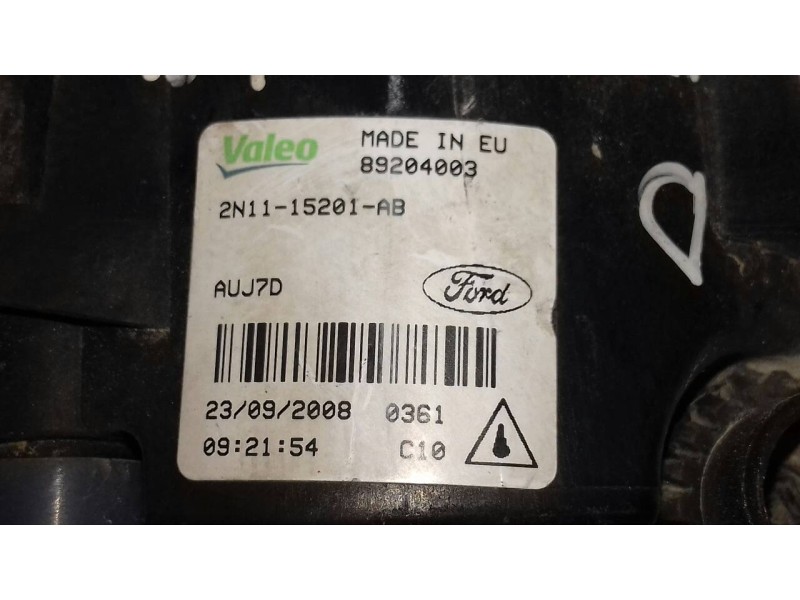 Valeo MADE IN EU
89204003
2N11-15201-AB
AUJ7D Ford
23/09/2008 0361
09:21:54 C10
D